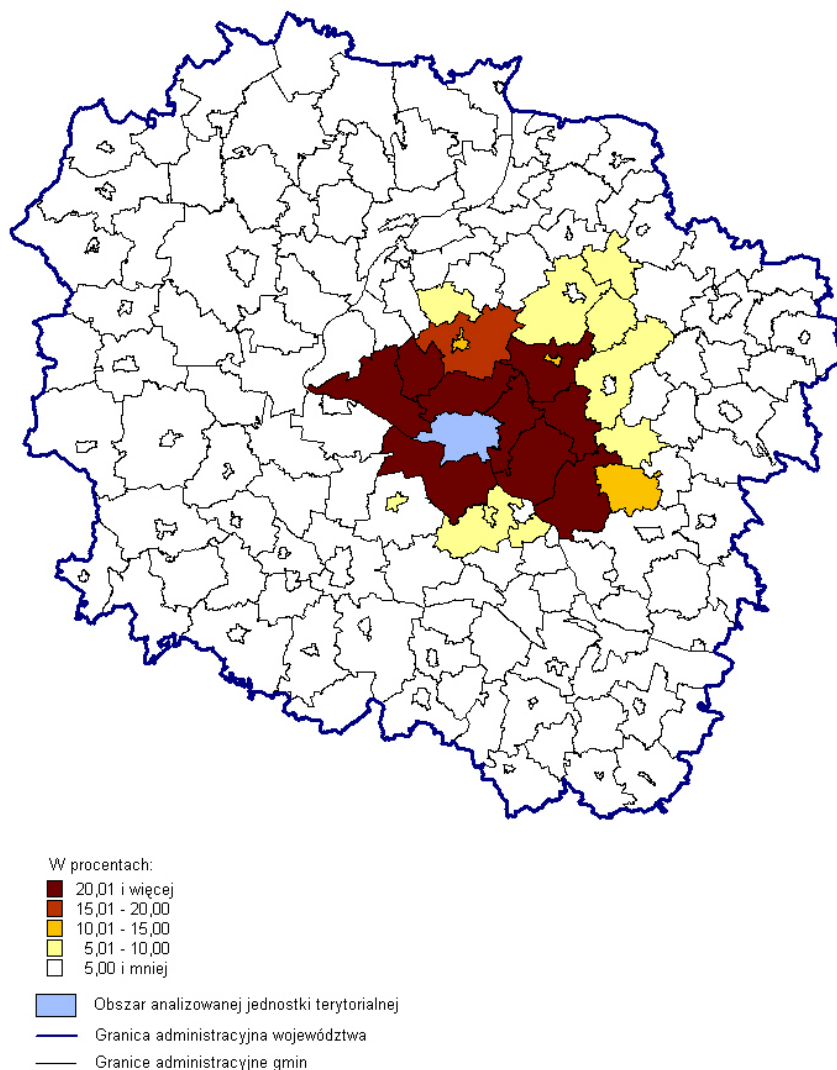 W procentach:
20,01 i więcej
15,01 - 20,00
10,01 - 15,00
5,01 - 10,00
5,00 i mniej
Obszar analizowanej jednostki terytorialnej
Granica administracyjna województwa
Granice administracyjne gmin